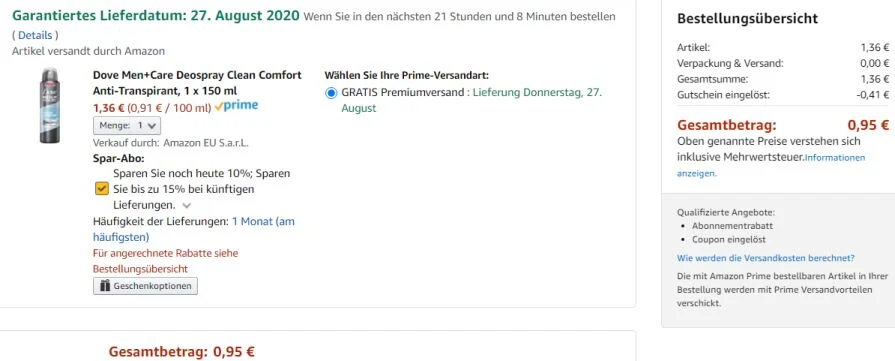 Garantiertes Lieferdatum: 27. August 2020 Wenn Sie in den nächsten 21 Stunden und 8 Minuten bestellen
( Details )
Artikel versandt durch Amazon
Dove Men+Care Deospray Clean Comfort
Anti-Transpirant, 1 x 150 ml
1,36 € (0,91 € / 100 ml) prime
Menge: 1
Verkauf durch: Amazon EU S.a.r.L.
Spar-Abo:
Sparen Sie noch heute 10%; Sparen
Sie bis zu 15% bei künftigen
Lieferungen.
Häufigkeit der Lieferungen: 1 Monat (am
häufigsten)
Für angerechnete Rabatte siehe
Bestellungsübersicht
Geschenkoptionen
Wählen Sie Ihre Prime-Versandart:
GRATIS Premiumversand : Lieferung Donnerstag, 27.
August
Gesamtbetrag: 0,95 €
Bestellungsübersicht
Artikel: 1,36 €
Verpackung & Versand: 0,00 €
Gesamtsumme: 1,36 €
Gutschein eingelöst: -0,41 €
Gesamtbetrag: 0,95 €
Oben genannte Preise verstehen sich
inklusive Mehrwertsteuer.Informationen
anzeigen.
Qualifizierte Angebote:
• Abonnementrabatt
• Coupon eingelöst
Wie werden die Versandkosten berechnet?
Die mit Amazon Prime bestellbaren Artikel in Ihrer
Bestellung werden mit Prime Versandvorteilen
verschickt.